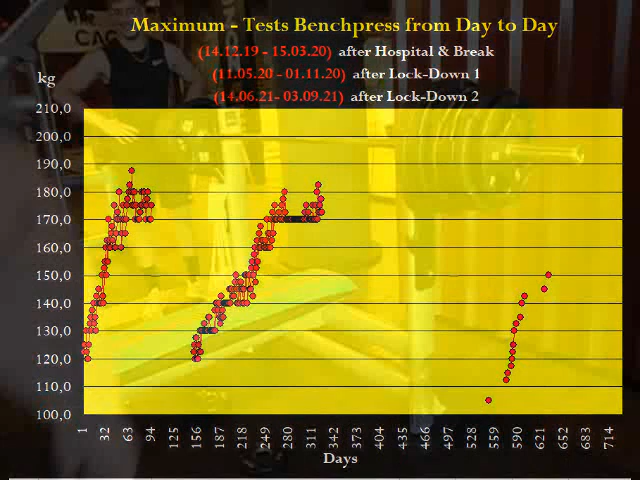 Maximum - Tests Benchpress from Day to Day
(14.12.19 - 15.03.20) after Hospital & Break
(11.05.20 - 01.11.20) after Lock-Down 1
(14.06.21- 03.09.21) after Lock-Down 2
kg
210,0
200,0
190,0
180,0
170,0
160,0
150,0
140,0
130,0
120,0
110,0
100,0
1 32 63 94 125 156 187 218 249 280 311 342 373 404 435 466 497 528 559 590 621 652 683 714
Days